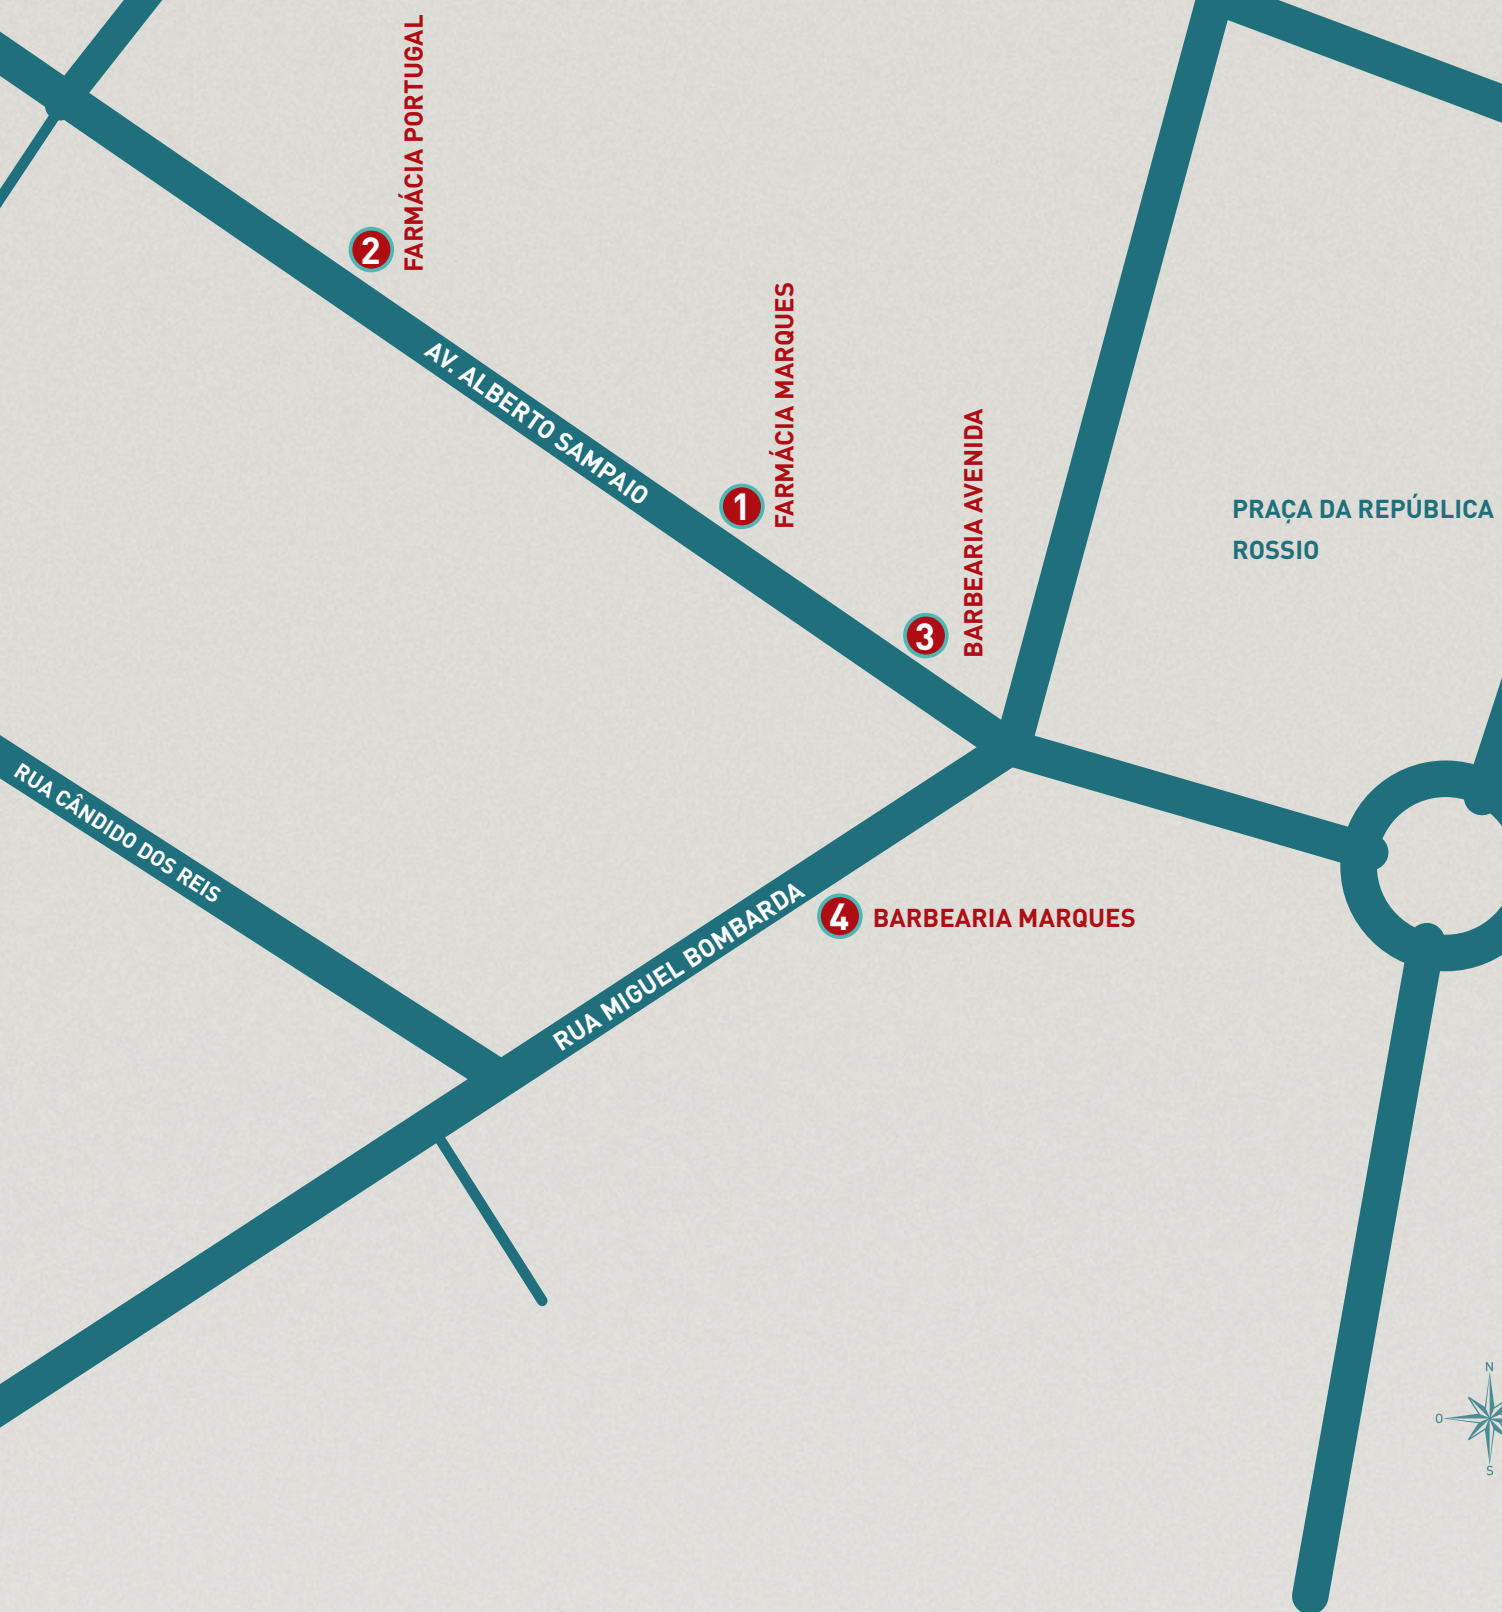 FARMÁCIA PORTUGAL
2
AV. ALBERTO SAMPAIO
FARMÁCIA MARQUES
1
BARBEARIA AVENIDA
3
PRAÇA DA REPÚBLICA
ROSSIO
RUA CÂNDIDO DOS REIS
RUA MIGUEL BOMBARDA
4 BARBEARIA MARQUES
N
O
S